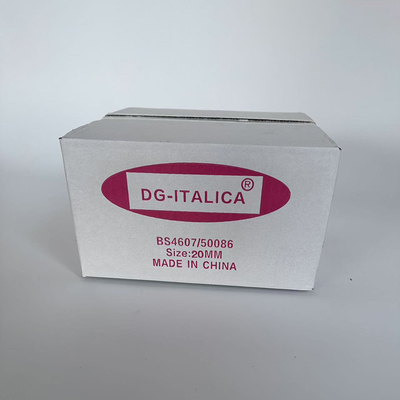 DG-ITALICA®
BS4607/50086
Size:20MM
MADE IN CHINA